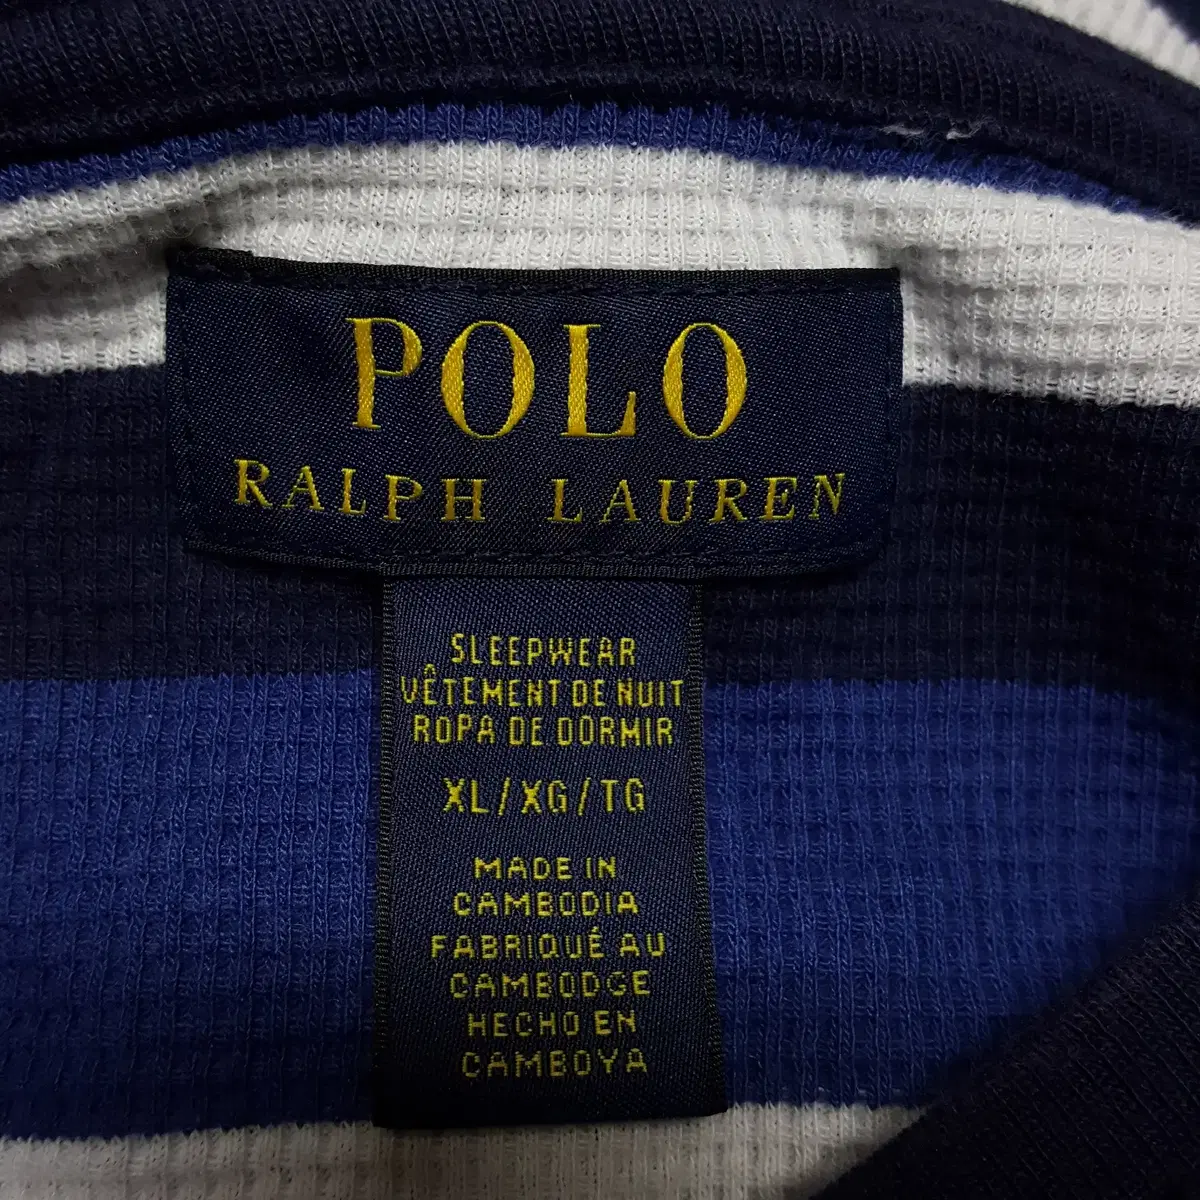 POLO
RALPH LAUREN
SLEEPWEAR
VÊTEMENT DE NUIT
ROPA DE DORMIR
XL/XG/TG
MADE IN
CAMBODIA
FABRIQUÉ AU
CAMBODGE
HECHO EN
CAMBOYA